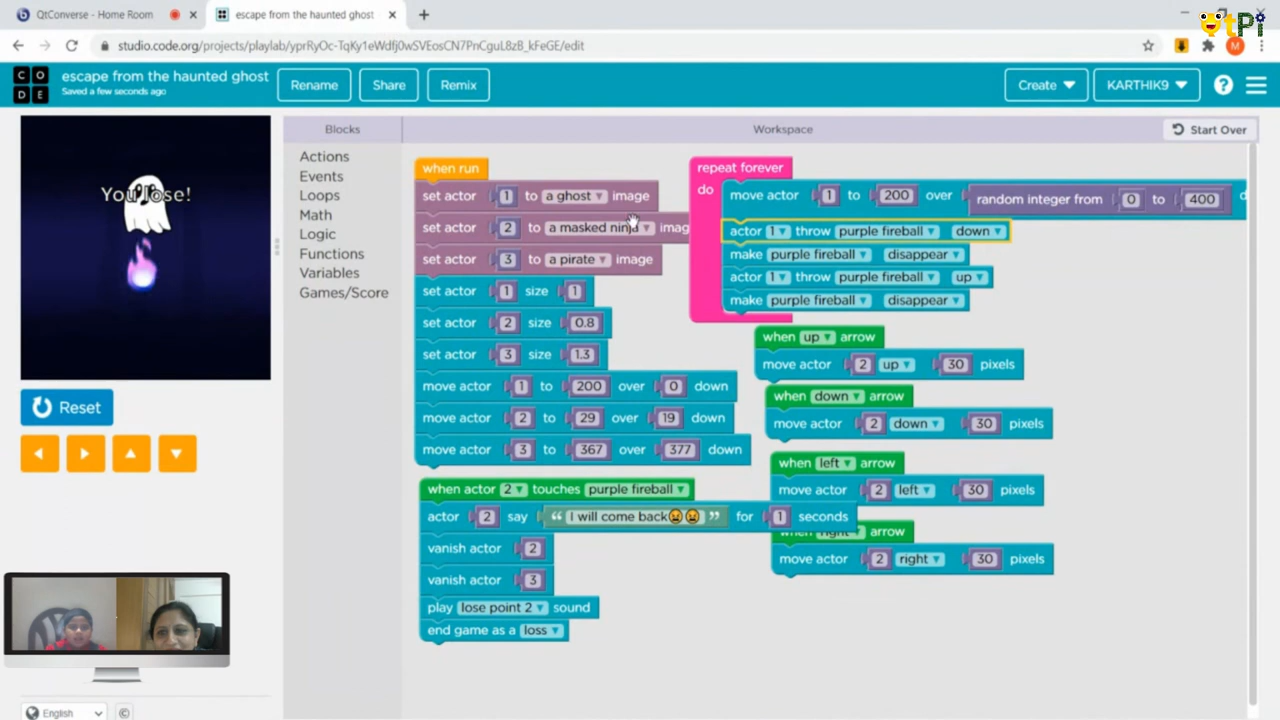 QtConverse - Home Room
escape from the haunted ghost
QtPi
studio.code.org/projects/playlab/yprRyOc-TqKy1eWdfj0wSVEosCN7PnCguL8zB_kFeGE/edit
M
C O D E
escape from the haunted ghost
Saved a few seconds ago
Rename
Share
Remix
Create
KARTHIK9
?
Blocks
Workspace
Start Over
You lose!
Reset
Actions
Events
Loops
Math
Logic
Functions
Variables
Games/Score
when run
set actor 1 to a ghost image
set actor 2 to a masked ninja imag
set actor 3 to a pirate image
set actor 1 size 1
set actor 2 size 0.8
set actor 3 size 1.3
move actor 1 to 200 over 0 down
move actor 2 to 29 over 19 down
move actor 3 to 367 over 377 down
when actor 2 touches purple fireball
actor 2 say “ I will come back😫😫 ” for 1 seconds
vanish actor 2
vanish actor 3
play lose point 2 sound
end game as a loss
repeat forever
do move actor 1 to 200 over random integer from 0 to 400 d
actor 1 throw purple fireball down
make purple fireball disappear
actor 1 throw purple fireball up
make purple fireball disappear
when up arrow
move actor 2 up 30 pixels
when down arrow
move actor 2 down 30 pixels
when left arrow
move actor 2 left 30 pixels
when right arrow
move actor 2 right 30 pixels
English
©